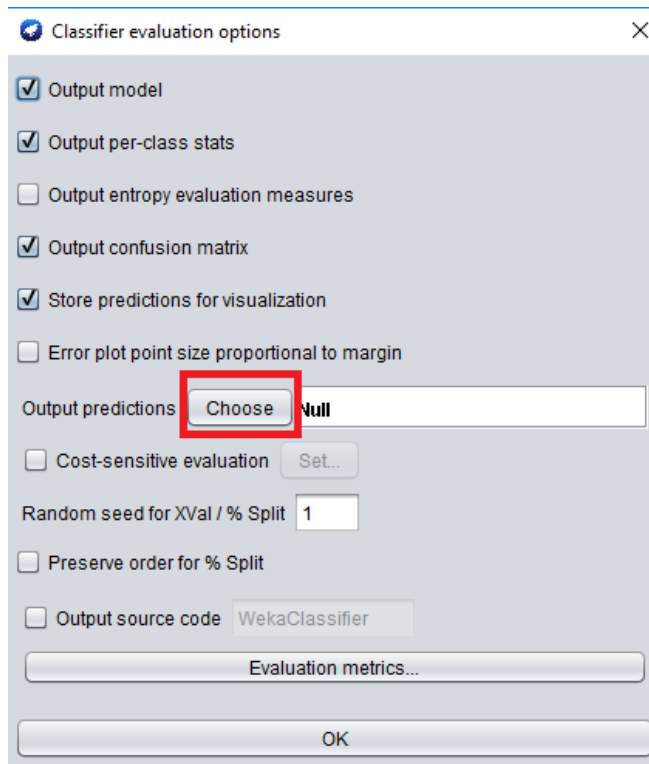 Classifier evaluation options
Output model
Output per-class stats
Output entropy evaluation measures
Output confusion matrix
Store predictions for visualization
Error plot point size proportional to margin
Output predictions Choose Null
Cost-sensitive evaluation Set...
Random seed for XVal / % Split 1
Preserve order for % Split
Output source code WekaClassifier
Evaluation metrics...
OK